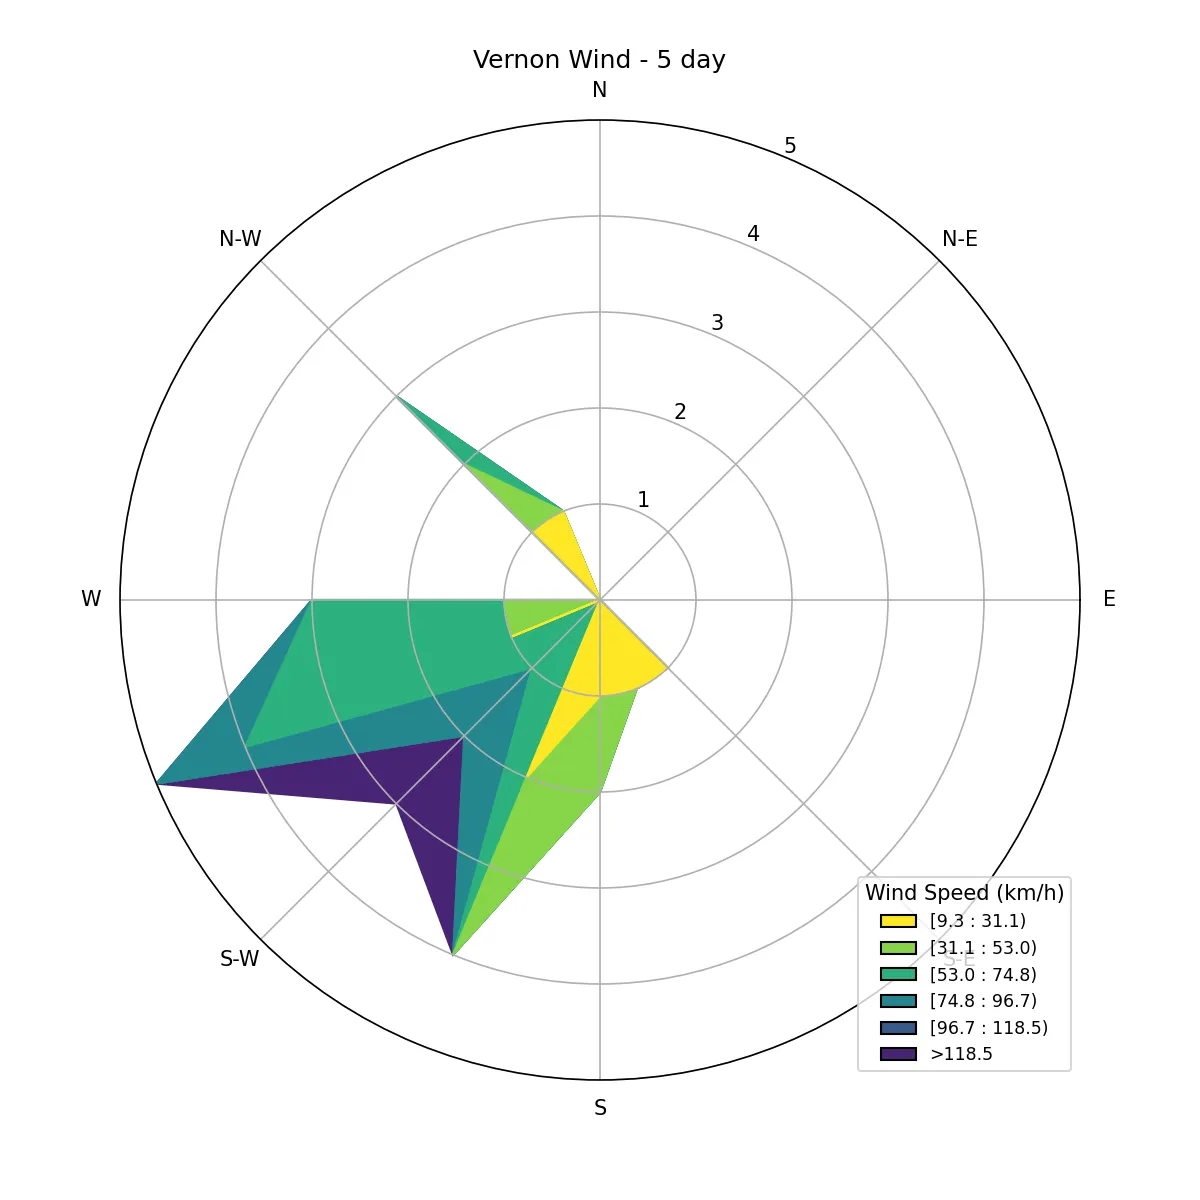 Vernon Wind - 5 day
N
5
N-W
N-E
4
3
2
1
W
E
S-W
S-E
Wind Speed (km/h)
[9.3 : 31.1)
[31.1 : 53.0)
[53.0 : 74.8)
[74.8 : 96.7)
[96.7 : 118.5)
>118.5
S